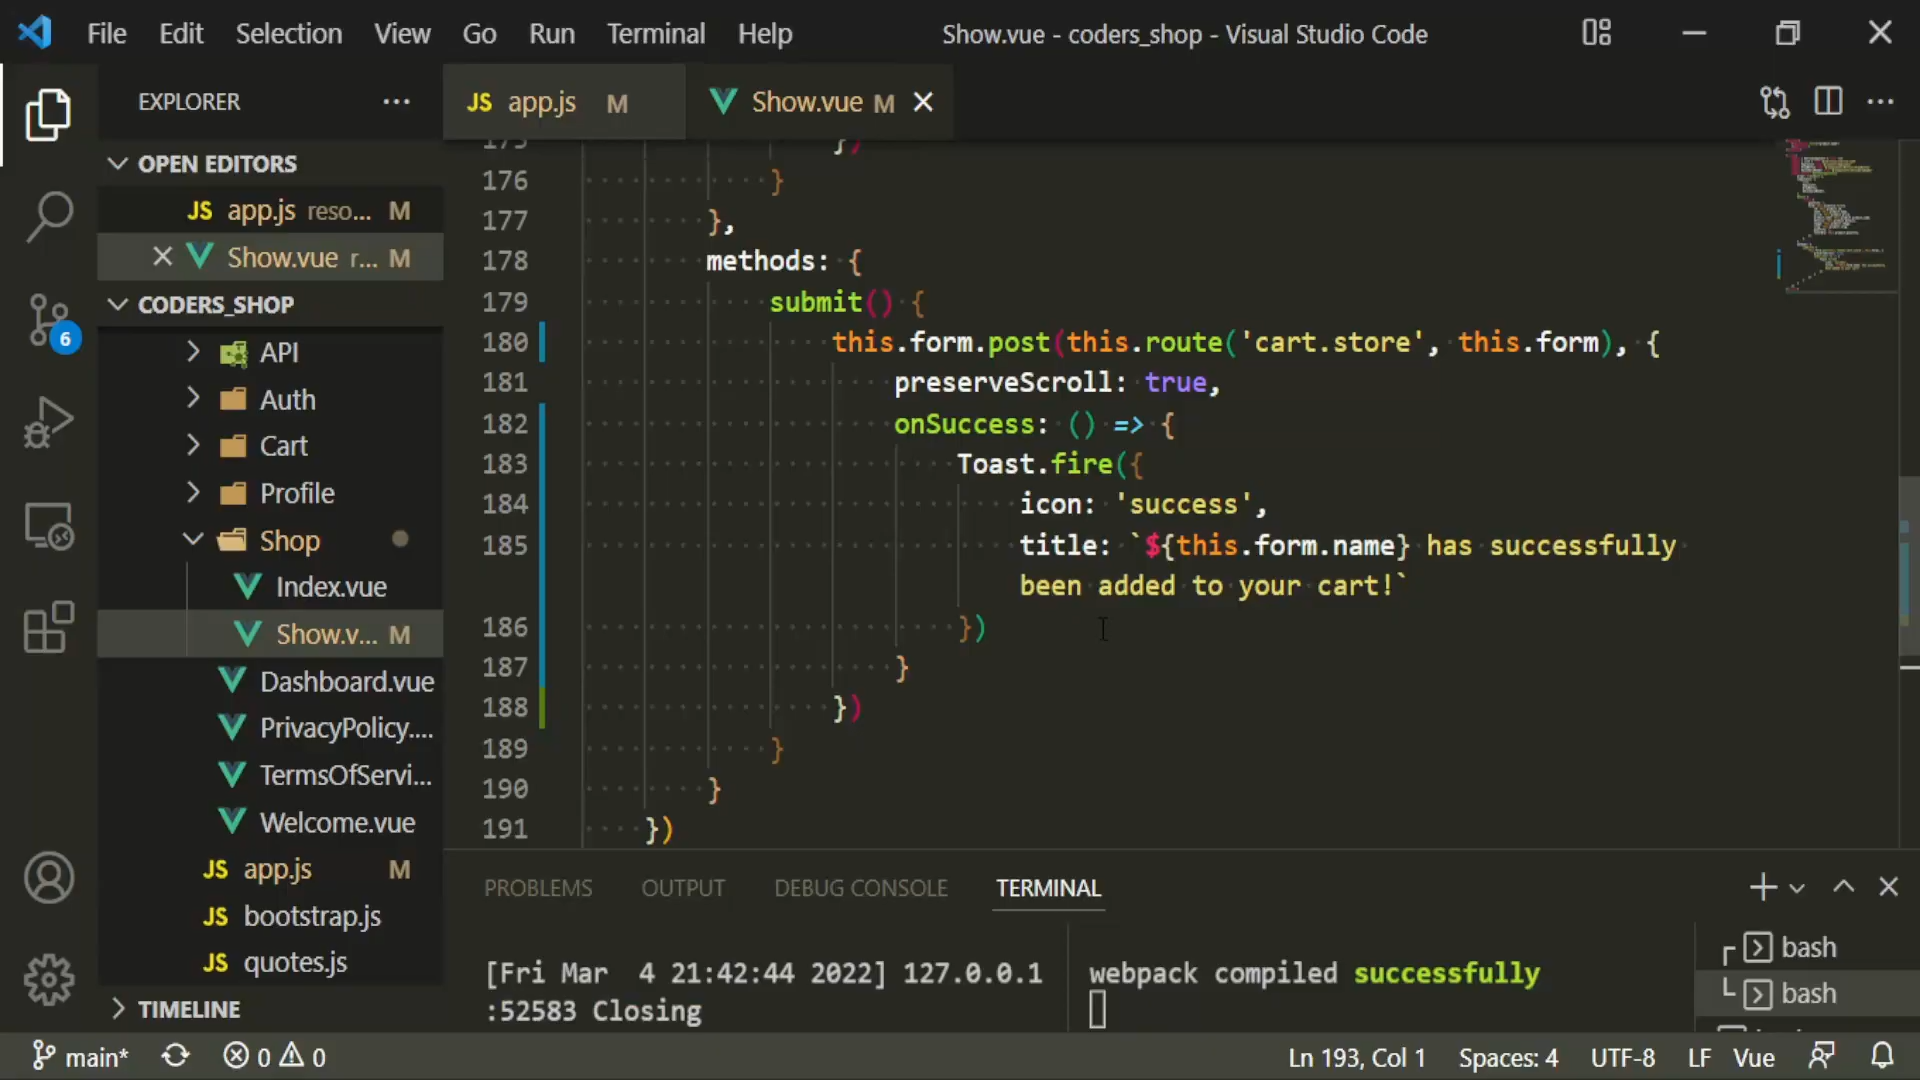 File Edit Selection View Go Run Terminal Help Show.vue - coders_shop - Visual Studio Code
EXPLORER
JS app.js M Show.vue M
OPEN EDITORS
JS app.js reso... M
Show.vue r... M
CODERS_SHOP
API
Auth
Cart
Profile
Shop
Index.vue
Show.v... M
Dashboard.vue
PrivacyPolicy....
TermsOfServi...
Welcome.vue
JS app.js M
JS bootstrap.js
JS quotes.js
TIMELINE
6
175 })
176 }
177 },
178 methods: {
179 submit() {
180 this.form.post(this.route('cart.store', this.form), {
181 preserveScroll: true,
182 onSuccess: () => {
183 Toast.fire({
184 icon: 'success',
185 title: `${this.form.name} has successfully
been added to your cart!`
186 })
187 }
188 })
189 }
190 }
191 })
PROBLEMS OUTPUT DEBUG CONSOLE TERMINAL
[Fri Mar 4 21:42:44 2022] 127.0.0.1
:52583 Closing
webpack compiled successfully
bash
bash
main* 0 0 Ln 193, Col 1 Spaces: 4 UTF-8 LF Vue